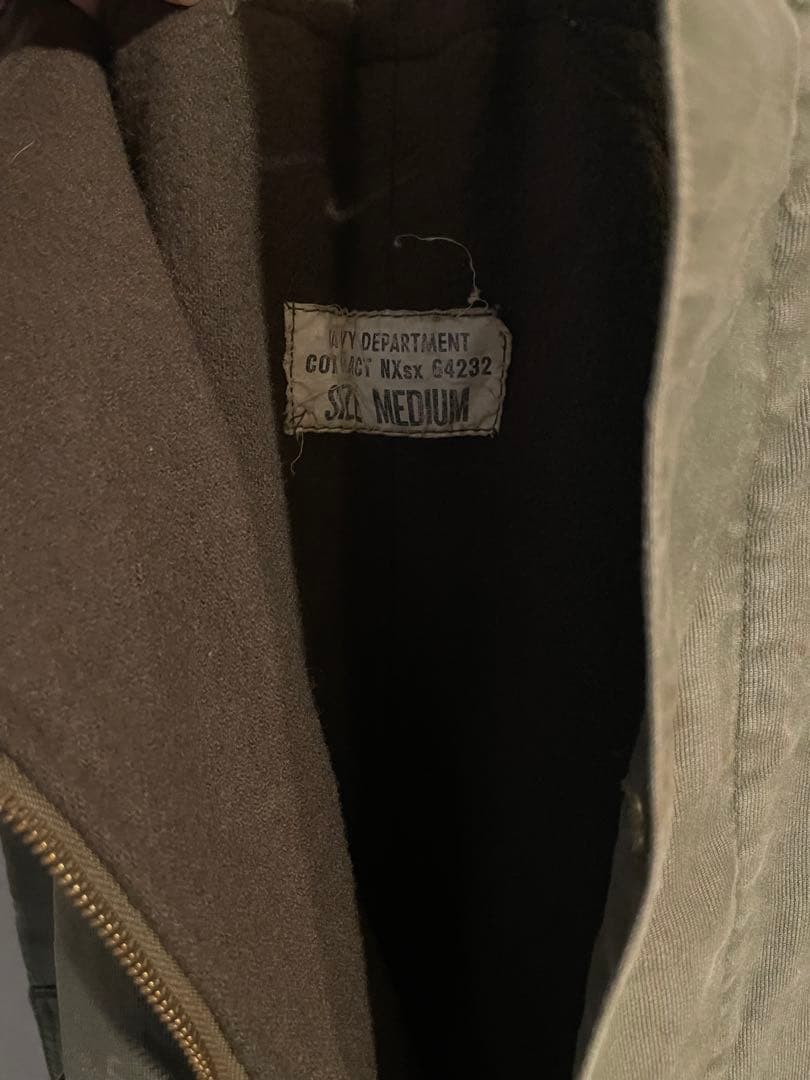 NAVY DEPARTMENT
CONTRACT NXsx 64232
SIZE MEDIUM